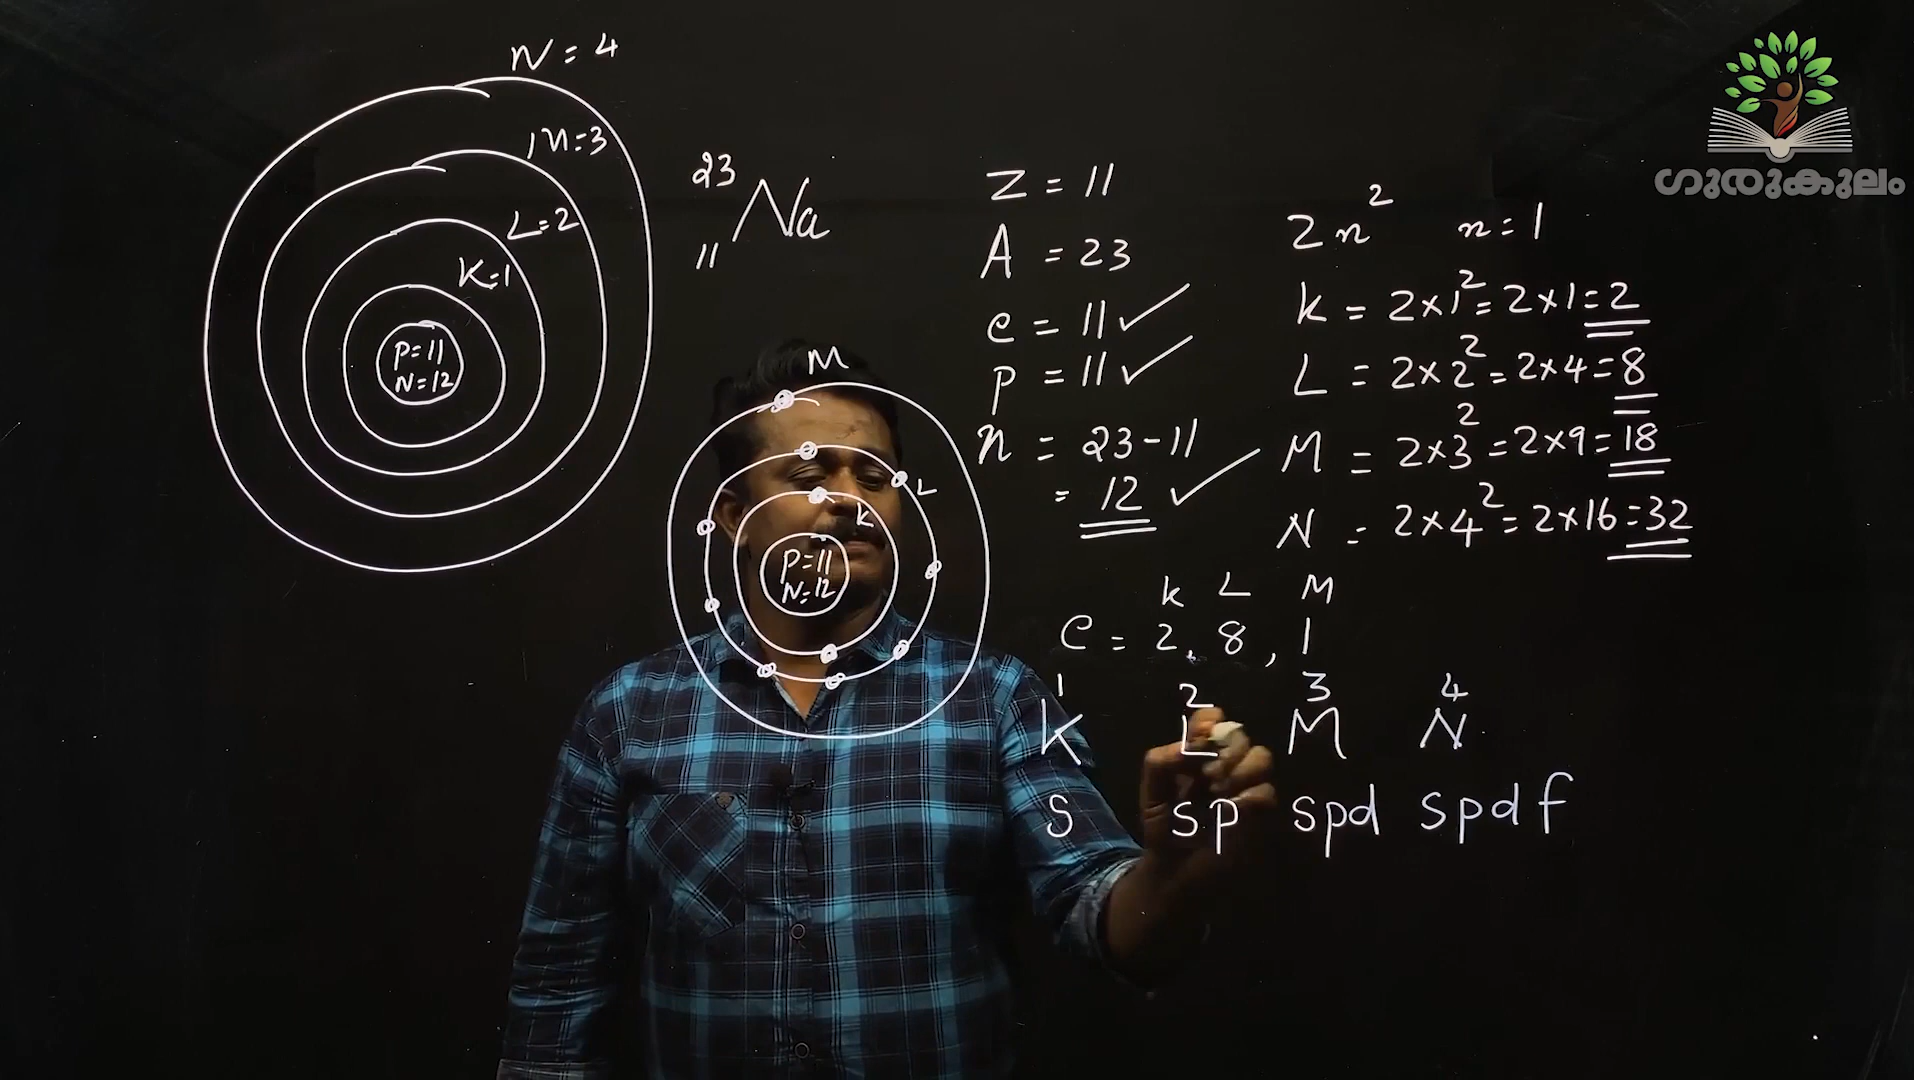 N = 4
M=3
L=2
K=1
P=11
N=12
23
11 Na
Z = 11
A = 23
e = 11 ✓
p = 11 ✓
n = 23-11
= 12 ✓
2n² n=1
K = 2×1² = 2×1 = 2
L = 2×2² = 2×4 = 8
M = 2×3² = 2×9 = 18
N = 2×4² = 2×16 = 32
M
L
K
P=11
N=12
K L M
e = 2, 8, 1
1 2 3 4
K L M N
s sp spd spdf
ഗുരുകുലം